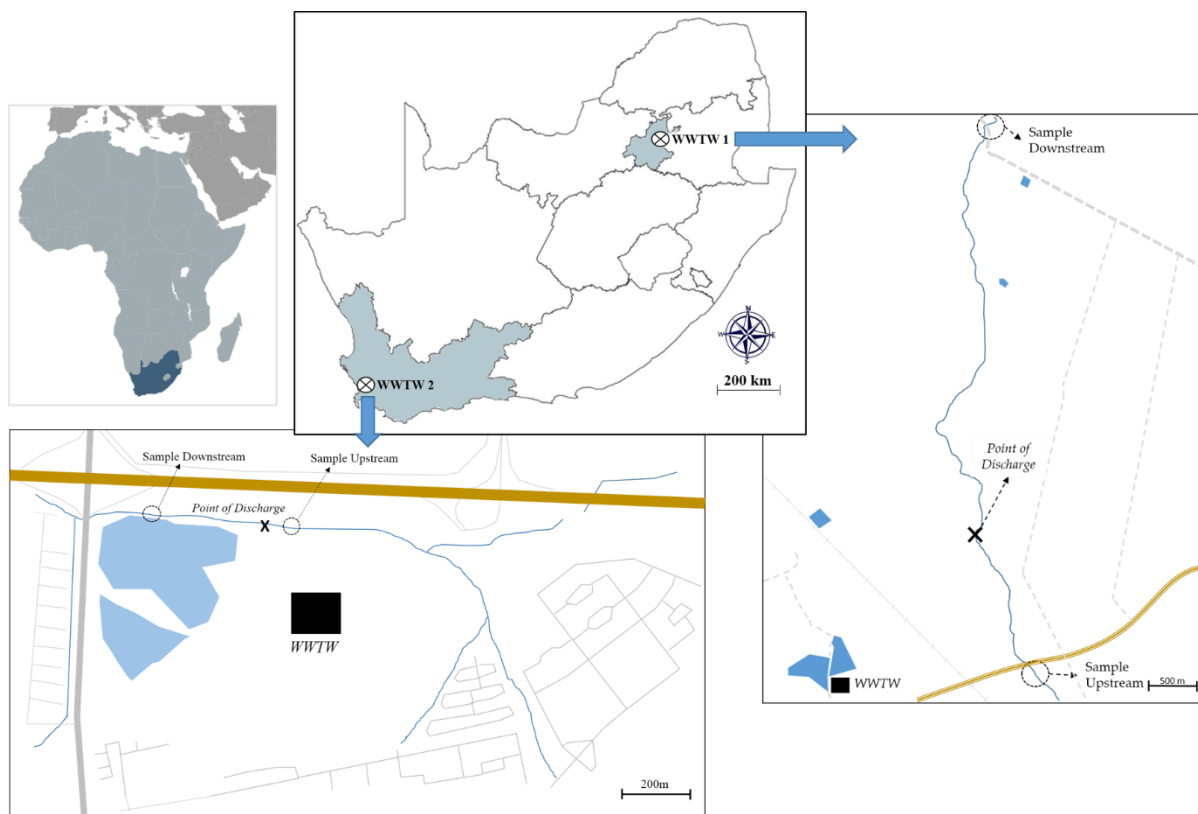 N
W
E
S
200 km
WWTW 1
WWTW 2
Sample
Downstream
Point of
Discharge
Sample
Upstream
WWTW
500 m
Sample Downstream
Sample Upstream
Point of Discharge
X
WWTW
200m